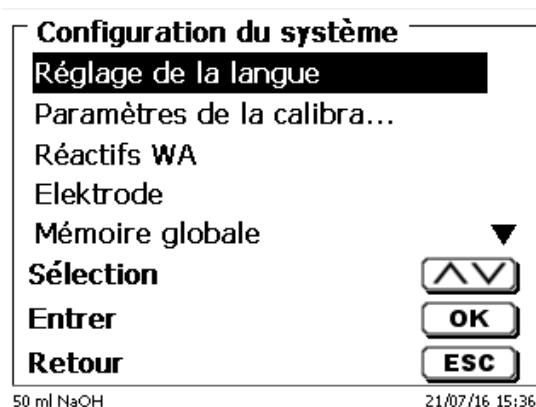 Configuration du système
Réglage de la langue
Paramètres de la calibra...
Réactifs WA
Elektrode
Mémoire globale
Sélection
Entrer OK
Retour ESC
50 ml NaOH 21/07/16 15:36